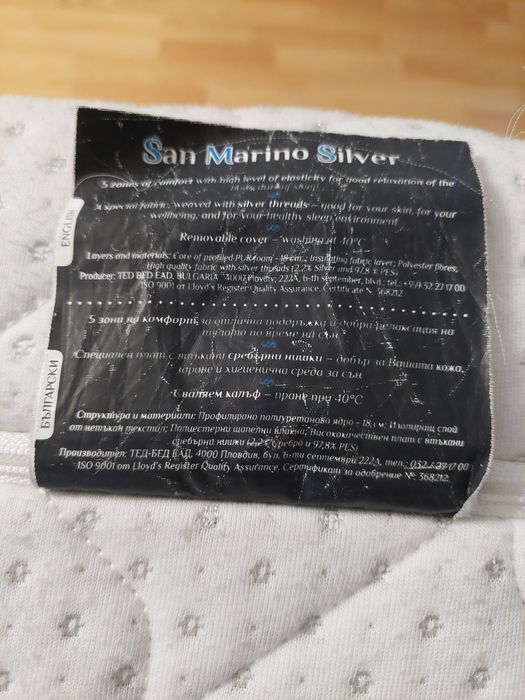 San Marino Silver
ENGLISH
5 zones of comfort with high level of elasticity for good relaxation of the
body during sleep
A special fabric, weaved with silver threads – good for your skin, for your
wellbeing, and for your healthy sleep environment
Removable cover – washing at 40°C
Layers and materials: Core of profiled PUR foam - 18 cm.; Insulating fabric layer; Polyester fibres;
High quality fabric with silver threads (2,2% Silver and 97,8 % PES)
Producer: TED BED EAD, BULGARIA 4000 Plovdiv, 222A, 6-th september, blvd.: tel.: +359 32 27 17 00
ISO 9001 от Lloyd's Register Quality Assurance. Certificate № 368212
БЪЛГАРСКИ
5 зони на комфорт, за отлична поддръжка и добра релаксация на
тялото по време на сън
Специален плат с втъкани сребърни нишки – добър за Вашата кожа,
здраве и хигиенична среда за сън
Сваляем калъф – пране при 40°C
Структура и материали: Профилирано полиуретаново ядро - 18 см; Изолиращ слой
от нетъкан текстил; Полиестерни щапелни влакна; Висококачествен плат с втъкани
сребърни нишки (2,2% Сребро и 97,8% PES)
Производител: ТЕД-БЕД ЕАД, 4000 Пловдив, бул. 6-ти септември 222А, тел.: 032 / 27 17 00
ISO 9001 от Lloyd's Register Quality Assurance. Сертификат за одобрение №: 368212